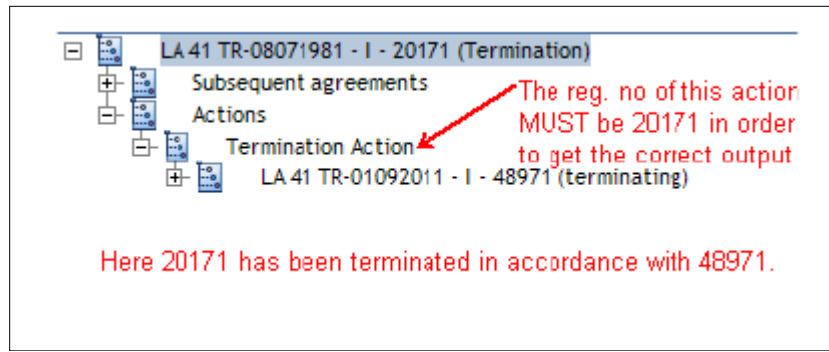 LA 41 TR-08071981 - I - 20171 (Termination)
Subsequent agreements
Actions
Termination Action
LA 41 TR-01092011 - I - 48971 (terminating)
The reg. no of this action
MUST be 20171 in order
to get the correct output
Here 20171 has been terminated in accordance with 48971.